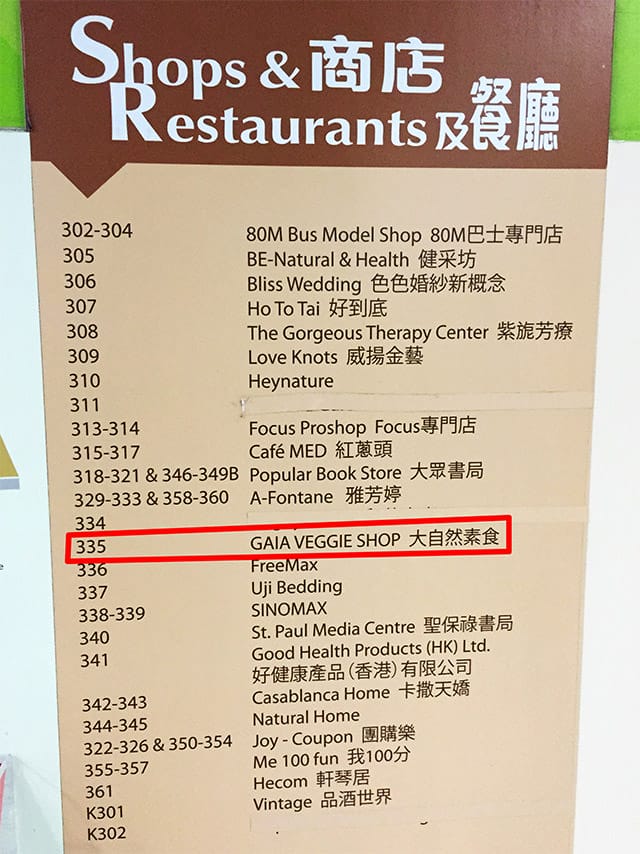 Shops & 商店
Restaurants 及餐廳
302-304 80M Bus Model Shop 80M巴士專門店
305 BE-Natural & Health 健采坊
306 Bliss Wedding 色色婚紗新概念
307 Ho To Tai 好到底
308 The Gorgeous Therapy Center 紫旎芳療
309 Love Knots 威揚金藝
310 Heynature
311
313-314 Focus Proshop Focus專門店
315-317 Café MED 紅蔥頭
318-321 & 346-349B Popular Book Store 大眾書局
329-333 & 358-360 A-Fontane 雅芳婷
334
335 GAIA VEGGIE SHOP 大自然素食
336 FreeMax
337 Uji Bedding
338-339 SINOMAX
340 St. Paul Media Centre 聖保祿書局
341 Good Health Products (HK) Ltd.
好健康產品(香港)有限公司
342-343 Casablanca Home 卡撒天嬌
344-345 Natural Home
322-326 & 350-354 Joy - Coupon 團購樂
355-357 Me 100 fun 我100分
361 Hecom 軒琴居
K301 Vintage 品酒世界
K302